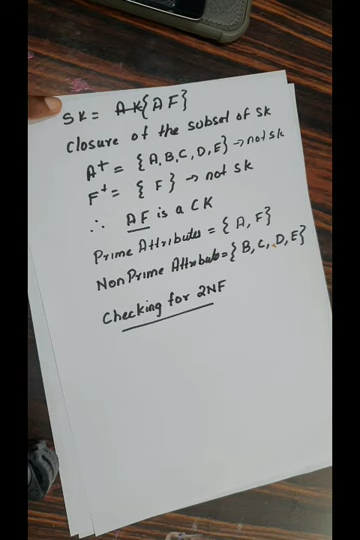 SK = AK {AF}
Closure of the subset of SK
A+ = {A,B,C,D,E} → not SK
F+ = {F} → not SK
∴ AF is a CK
Prime Attributes = {A, F}
Non Prime Attributes = {B, C, D, E}
Checking for 2NF